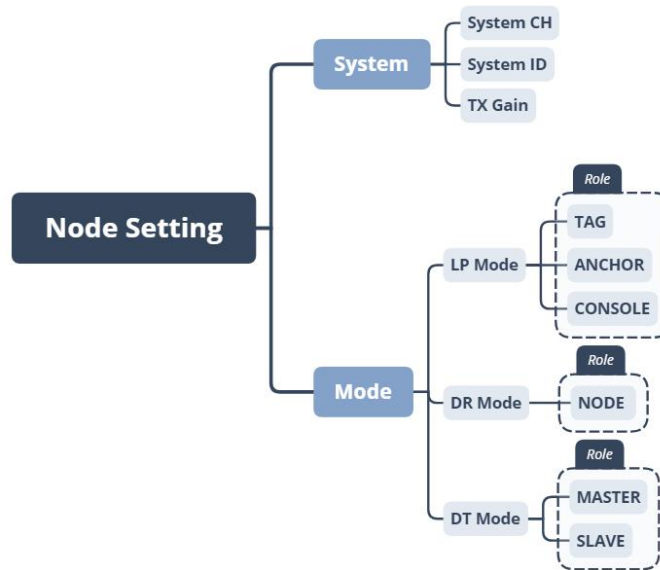 Node Setting
System
System CH
System ID
TX Gain
Mode
LP Mode
Role
TAG
ANCHOR
CONSOLE
DR Mode
Role
NODE
DT Mode
Role
MASTER
SLAVE